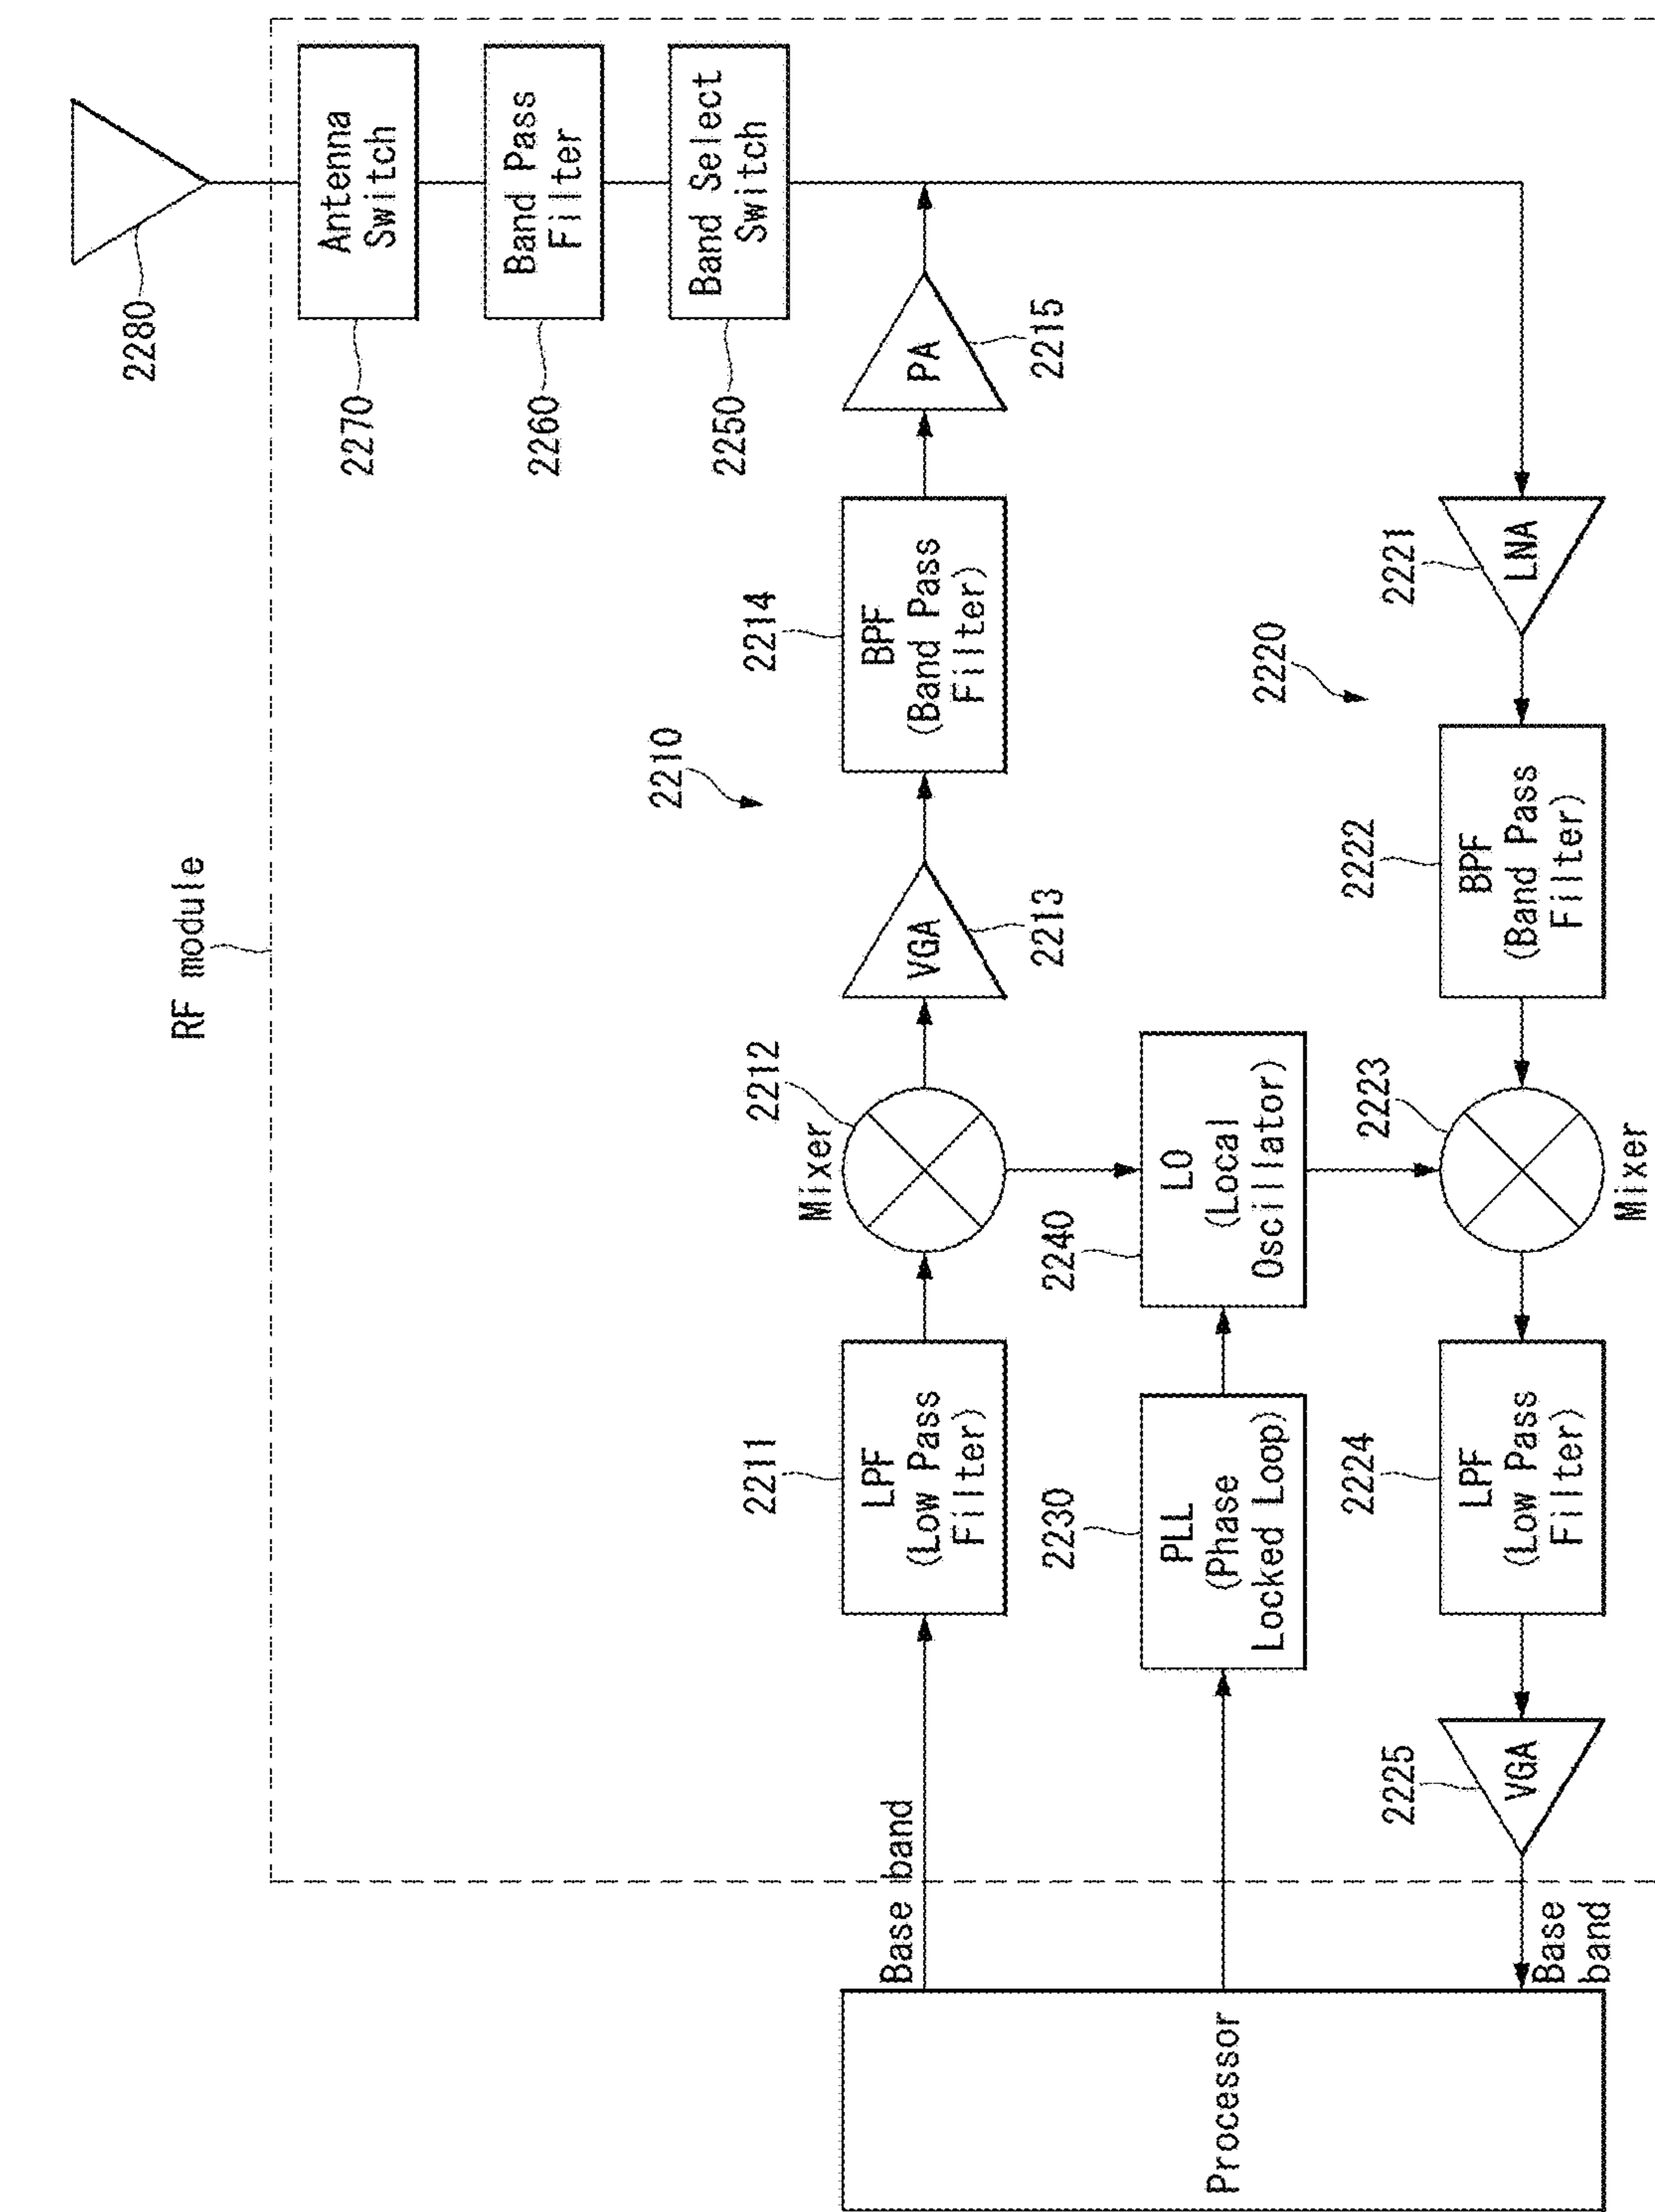 RF module
2280
2270
Antenna
Switch
2260
Band Pass
Filter
2250
Band Select
Switch
2210
Base band
2211
LPF
(Low Pass
Filter)
Mixer
2212
VGA
2213
2214
BPF
(Band Pass
Filter)
PA
2215
Processor
2230
PLL
(Phase
Locked Loop)
2240
LO
(Local
Oscillator)
2220
Base
band
2225
VGA
2224
LPF
(Low Pass
Filter)
2223
Mixer
2222
BPF
(Band Pass
Filter)
2221
LNA